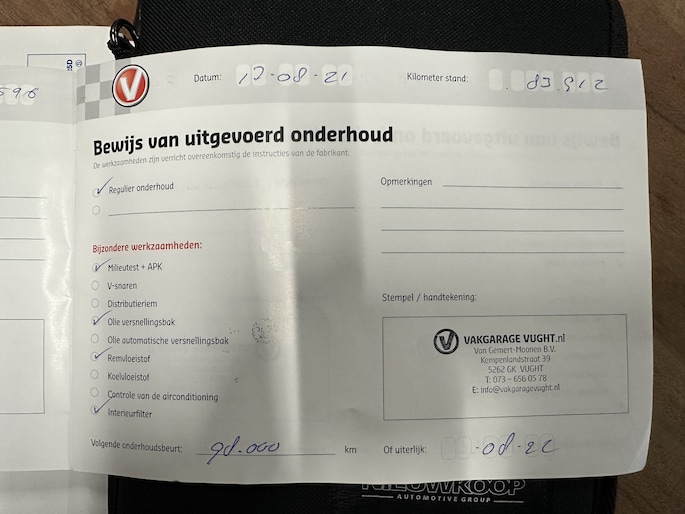 Datum: -08-21 Kilometer stand: 83.912
596
V
Bewijs van uitgevoerd onderhoud
De werkzaamheden zijn verricht overeenkomstig de instructies van de fabrikant.
Regulier onderhoud
Opmerkingen
Bijzondere werkzaamheden:
Milieutest + APK
V-snaren
Distributieriem
Olie versnellingsbak
Olie automatische versnellingsbak
Remvloeistof
Koelvloeistof
Controle van de airconditioning
Interieurfilter
Stempel / handtekening:
VAKGARAGE VUGHT.nl
Van Gemert-Moonen B.V.
Kempenlandstraat 39
5262 GK VUGHT
T: 073 - 656 05 78
E: info@vakgaragevught.nl
Volgende onderhoudsbeurt: 98.000 km Of uiterlijk: -08-22
NIEUWKOOP
AUTOMOTIVE GROUP